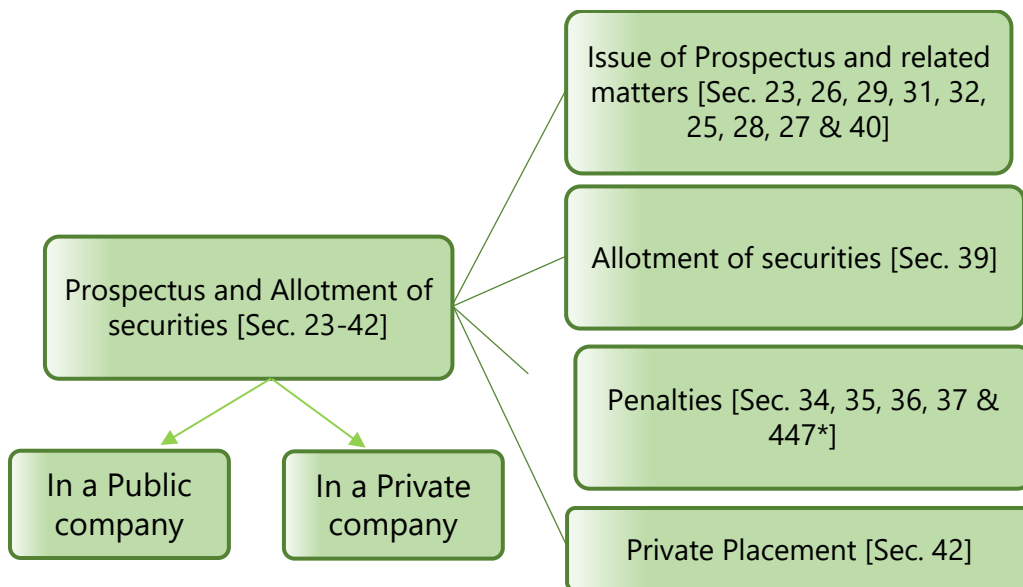 Issue of Prospectus and related
matters [Sec. 23, 26, 29, 31, 32,
25, 28, 27 & 40]
Allotment of securities [Sec. 39]
Prospectus and Allotment of
securities [Sec. 23-42]
Penalties [Sec. 34, 35, 36, 37 &
447*]
In a Public
company
In a Private
company
Private Placement [Sec. 42]